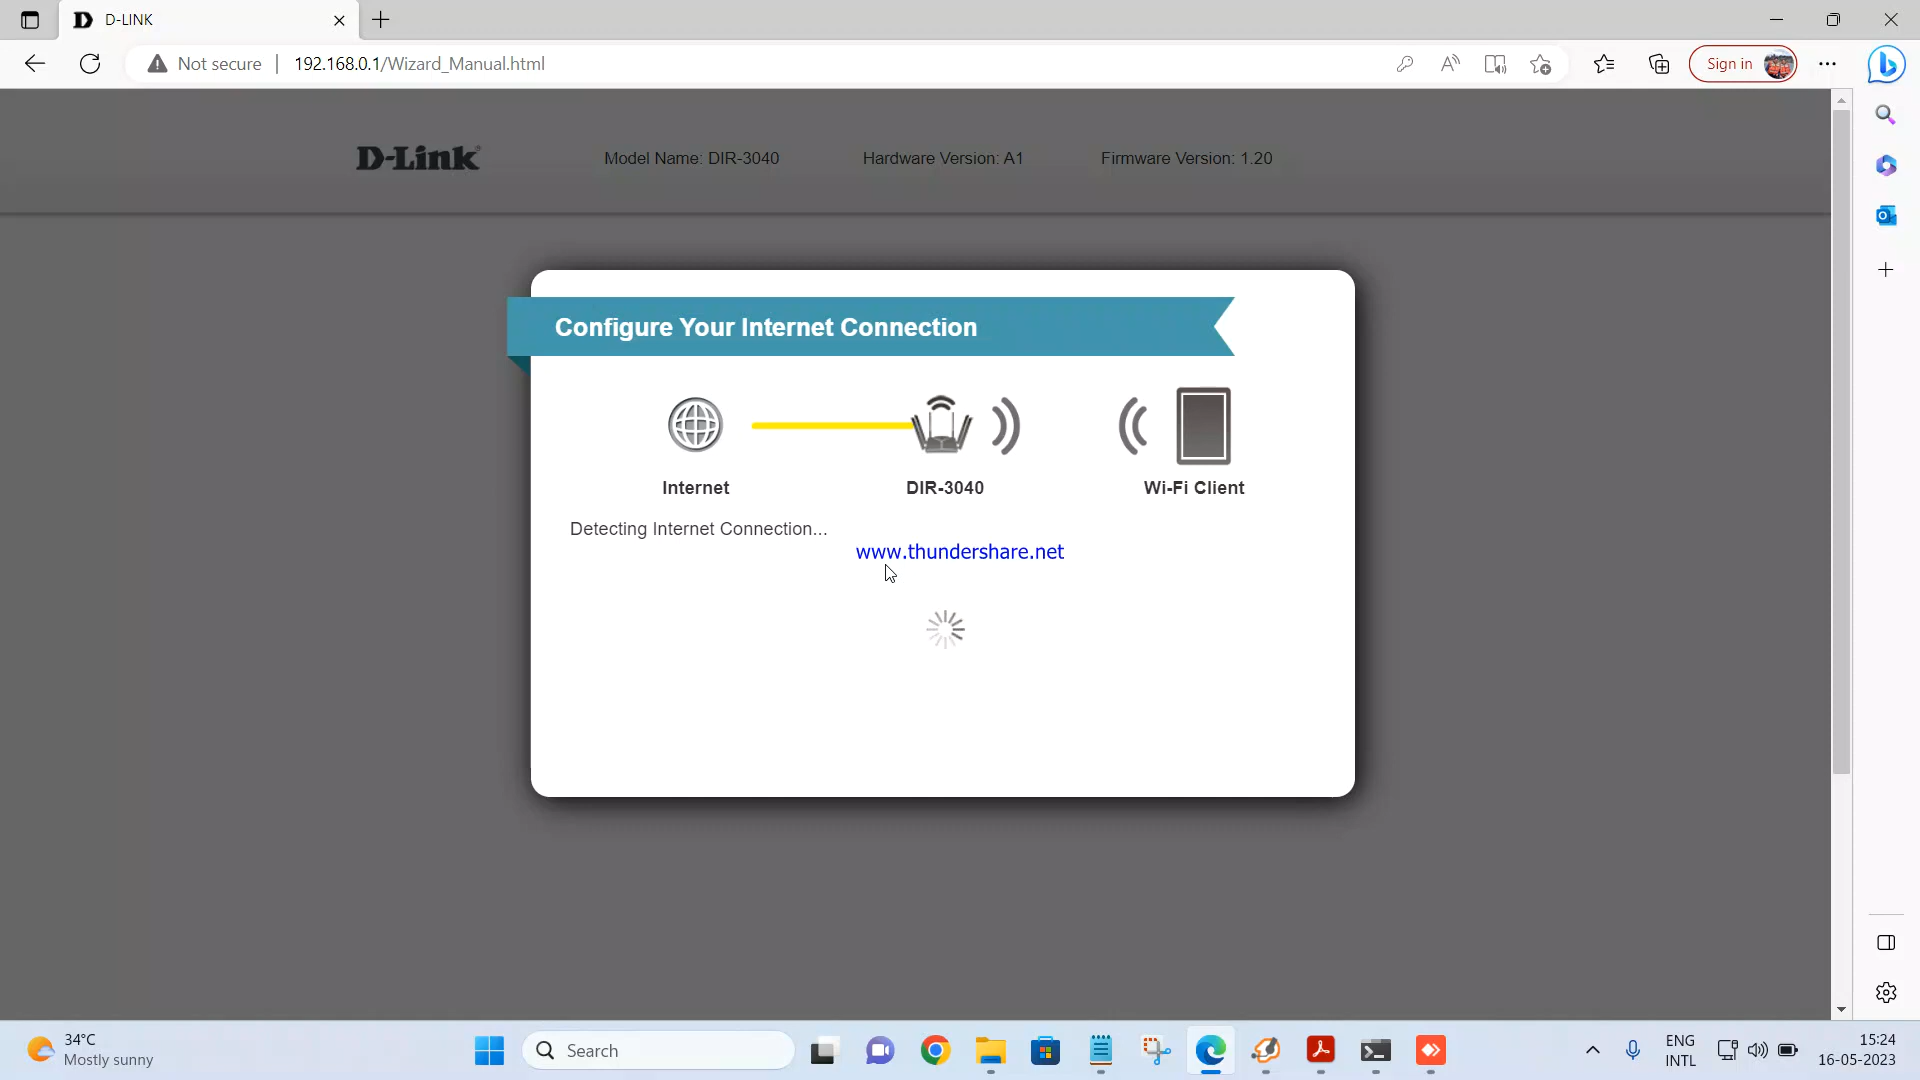 D-LINK
Not secure
192.168.0.1/Wizard_Manual.html
Sign in
D-Link
Model Name: DIR-3040
Hardware Version: A1
Firmware Version: 1.20
Configure Your Internet Connection
Internet
DIR-3040
Wi-Fi Client
Detecting Internet Connection...
www.thundershare.net
34°C
Mostly sunny
Search
ENG
INTL
15:24
16-05-2023